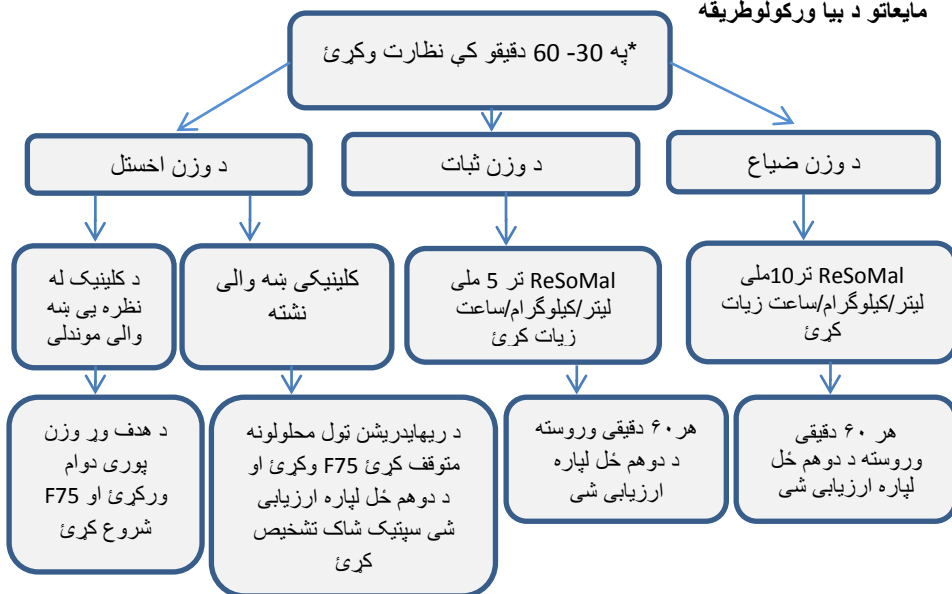 مایعاتو د بیا ورکولوطریقه
*په 30- 60 دقیقو کې نظارت وکړئ
د وزن ضیاع
د وزن ثبات
د وزن اخستل
ReSoMal تر10ملی
لیتر/کیلوگرام/ساعت زیات
کړئ
ReSoMal تر 5 ملی
لیتر/کیلوگرام/ساعت
زیات کړئ
کلینیکی ښه والی
نشته
د کلینیک له
نظره یی ښه
والی موندلی
هر ۶۰ دقیقی
وروسته د دوهم ځل
لپاره ارزیابی شی
هر۶۰ دقیقی وروسته
د دوهم ځل لپاره
ارزیابی شی
د ریهایدریشن ټول محلولونه
متوقف کړئ F75 وکړئ او
د دوهم ځل لپاره ارزیابی
شی سپتیک شاک تشخیص
کړئ
د هدف وړ وزن
پوری دوام
ورکړئ او F75
شروع کړئ